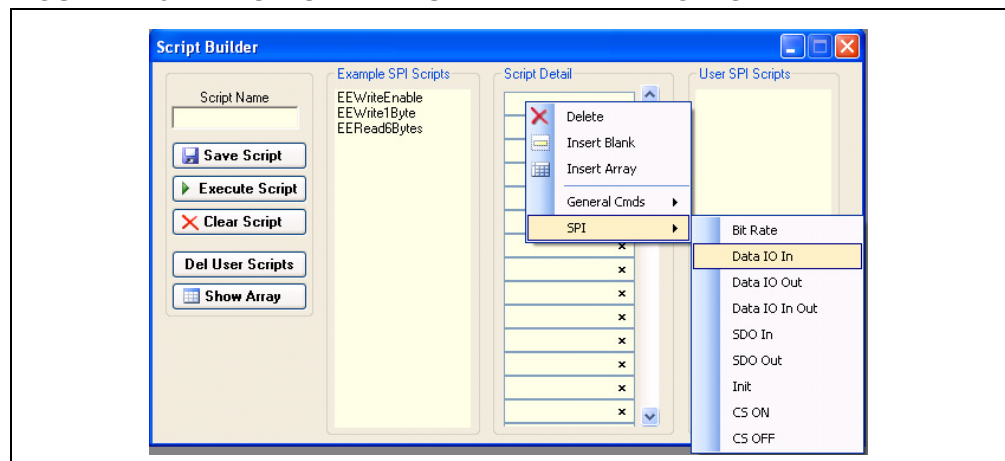 Script Builder
Script Name
Save Script
Execute Script
Clear Script
Del User Scripts
Show Array
Example SPI Scripts
EEWriteEnable
EEWrite1Byte
EERead6Bytes
Script Detail
Delete
Insert Blank
Insert Array
General Cmds
SPI
User SPI Scripts
Bit Rate
Data IO In
Data IO Out
Data IO In Out
SDO In
SDO Out
Init
CS ON
CS OFF